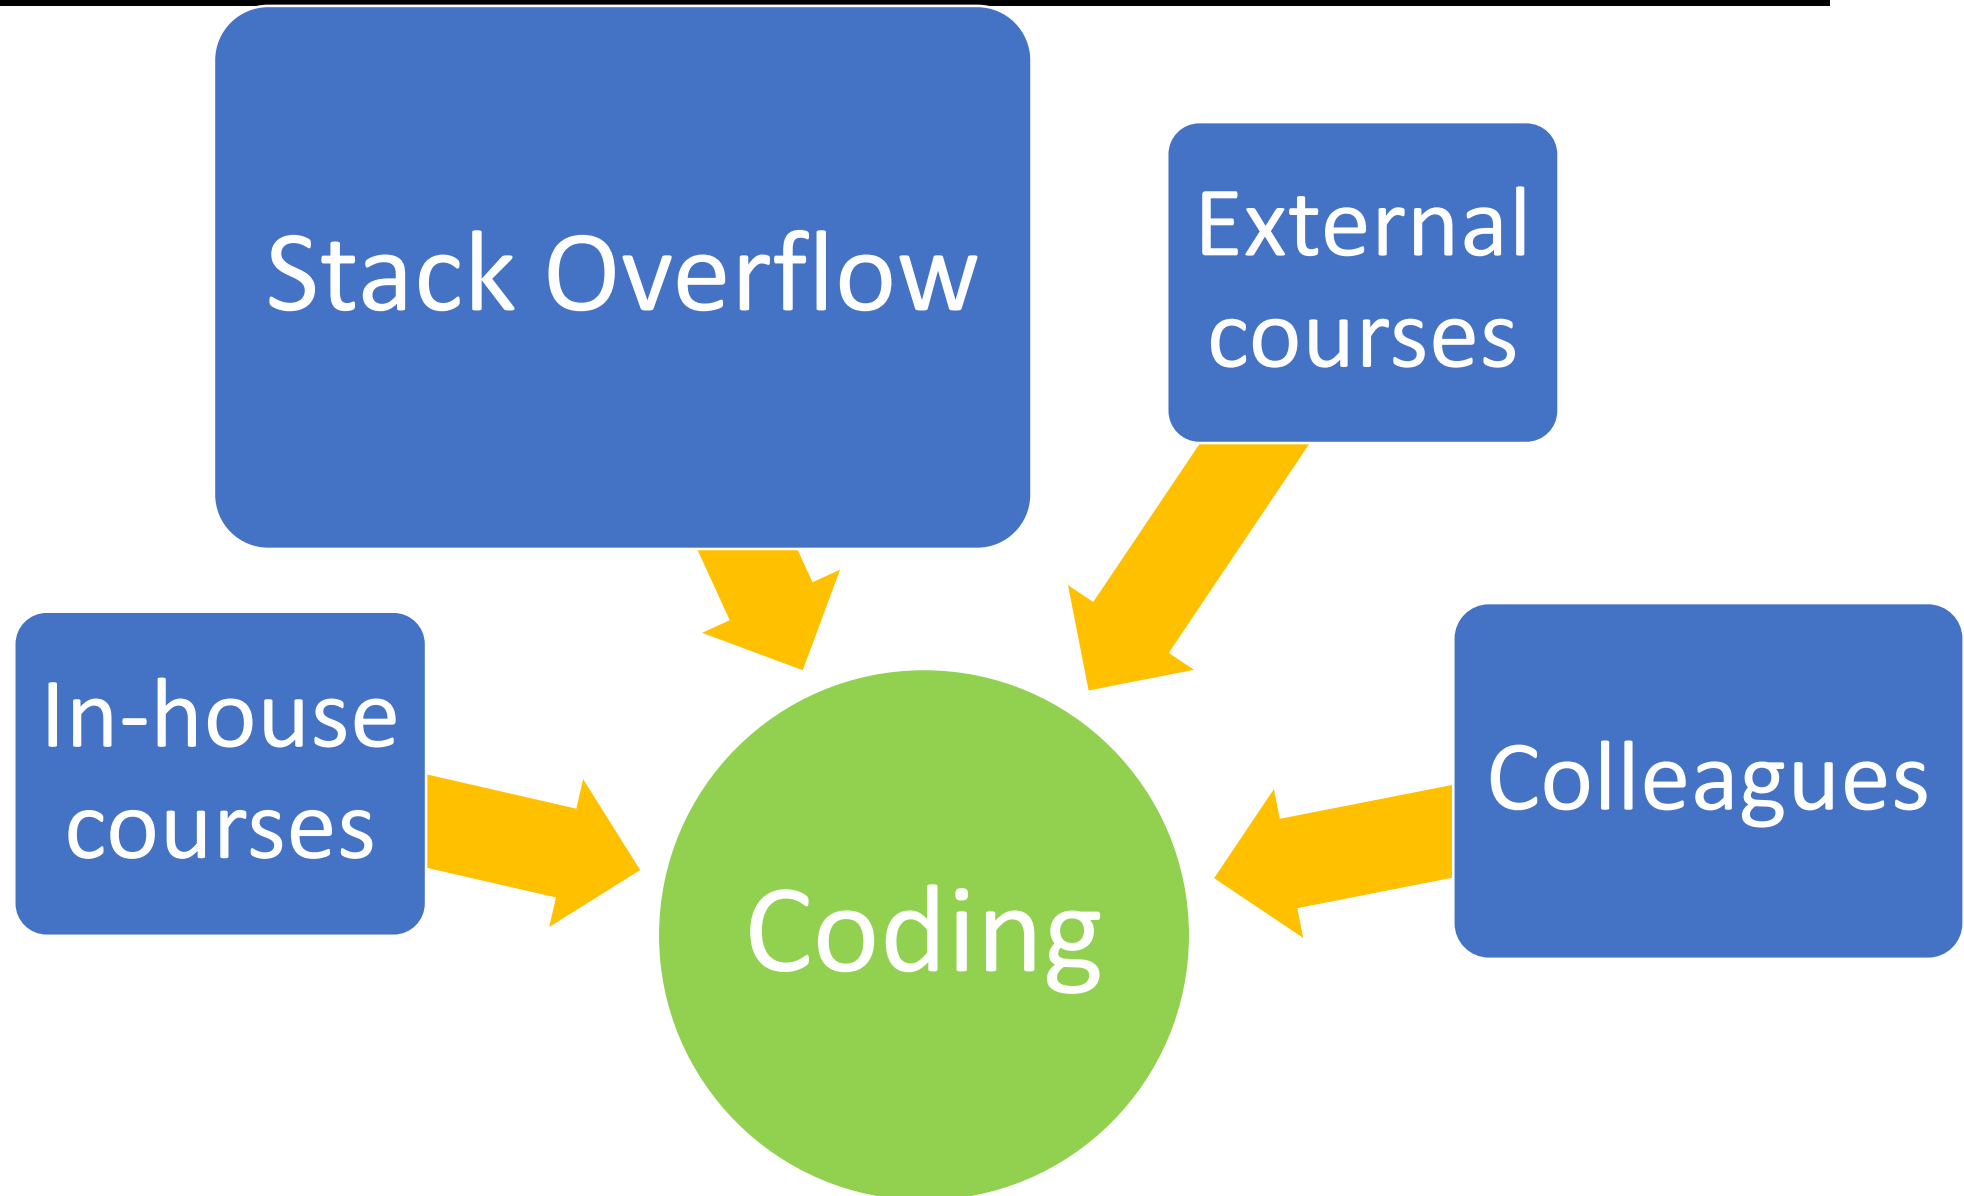 Stack Overflow
External
courses
In-house
courses
Colleagues
Coding